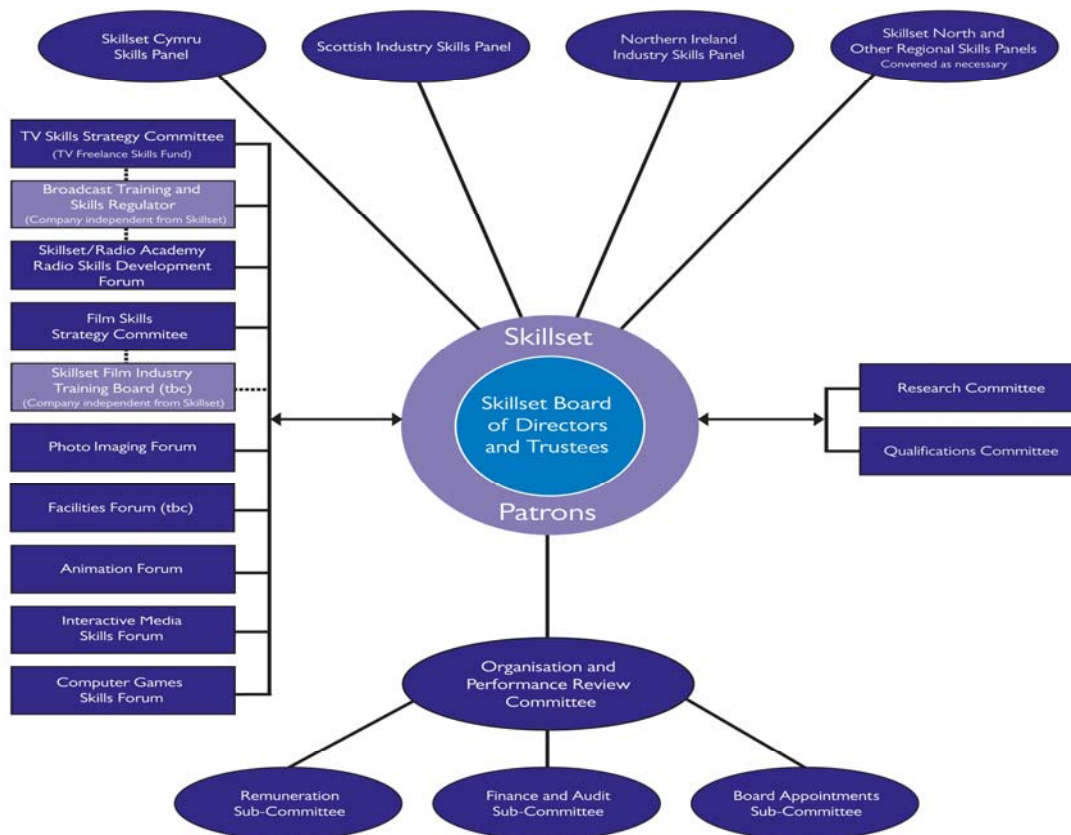 Skillset Cymru
Skills Panel
Scottish Industry Skills Panel
Northern Ireland
Industry Skills Panel
Skillset North and
Other Regional Skills Panels
Convened as necessary
TV Skills Strategy Committee
(TV Freelance Skills Fund)
Broadcast Training and
Skills Regulator
(Company independent from Skillset)
Skillset/Radio Academy
Radio Skills Development
Forum
Film Skills
Strategy Commitee
Skillset Film Industry
Training Board (tbc)
(Company independent from Skillset)
Photo Imaging Forum
Facilities Forum (tbc)
Animation Forum
Interactive Media
Skills Forum
Computer Games
Skills Forum
Skillset
Skillset Board
of Directors
and Trustees
Patrons
Research Committee
Qualifications Committee
Organisation and
Performance Review
Committee
Remuneration
Sub-Committee
Finance and Audit
Sub-Committee
Board Appointments
Sub-Committee